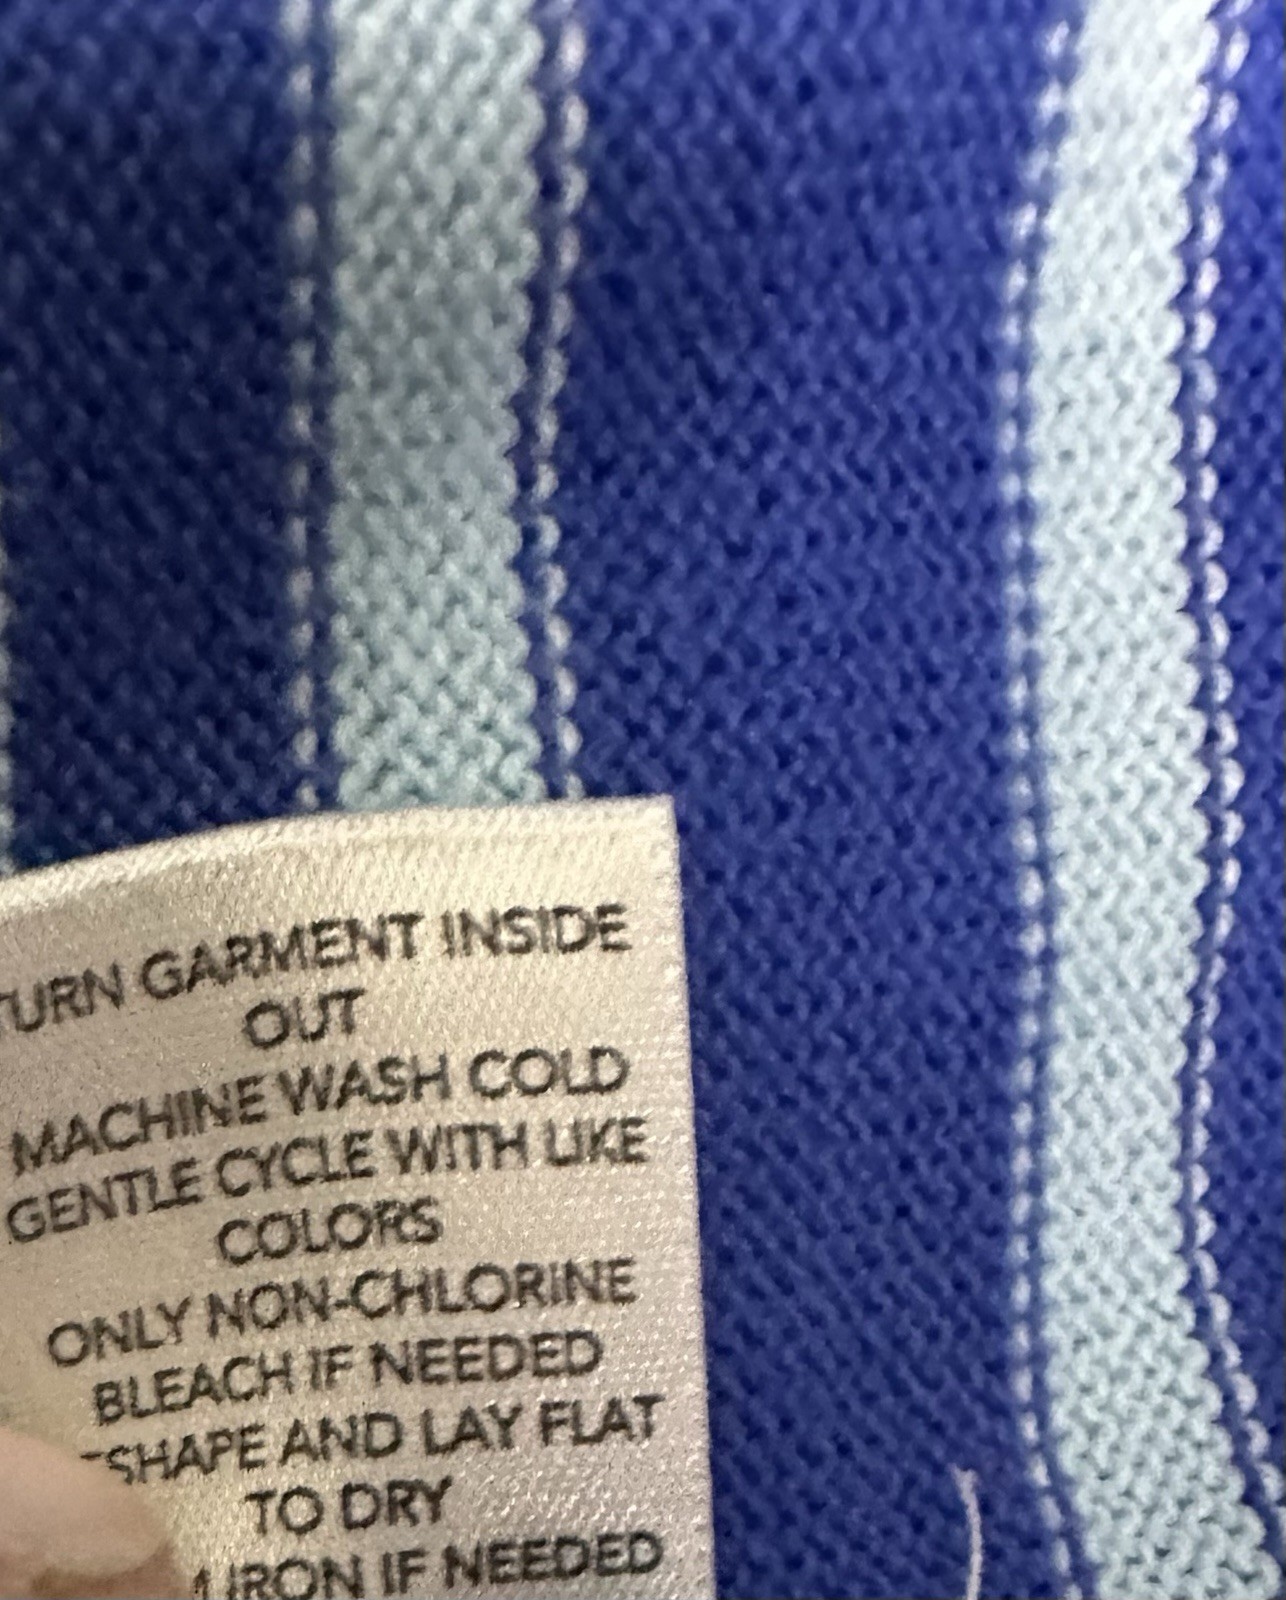 TURN GARMENT INSIDE
OUT
MACHINE WASH COLD
GENTLE CYCLE WITH LIKE
COLORS
ONLY NON-CHLORINE
BLEACH IF NEEDED
SHAPE AND LAY FLAT
TO DRY
IRON IF NEEDED